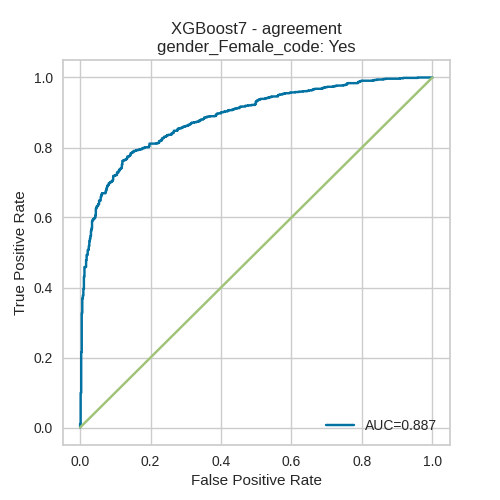 XGBoost7 - agreement
gender_Female_code: Yes
1.0
0.8
0.6
0.4
0.2
0.0
True Positive Rate
AUC=0.887
0.0 0.2 0.4 0.6 0.8 1.0
False Positive Rate